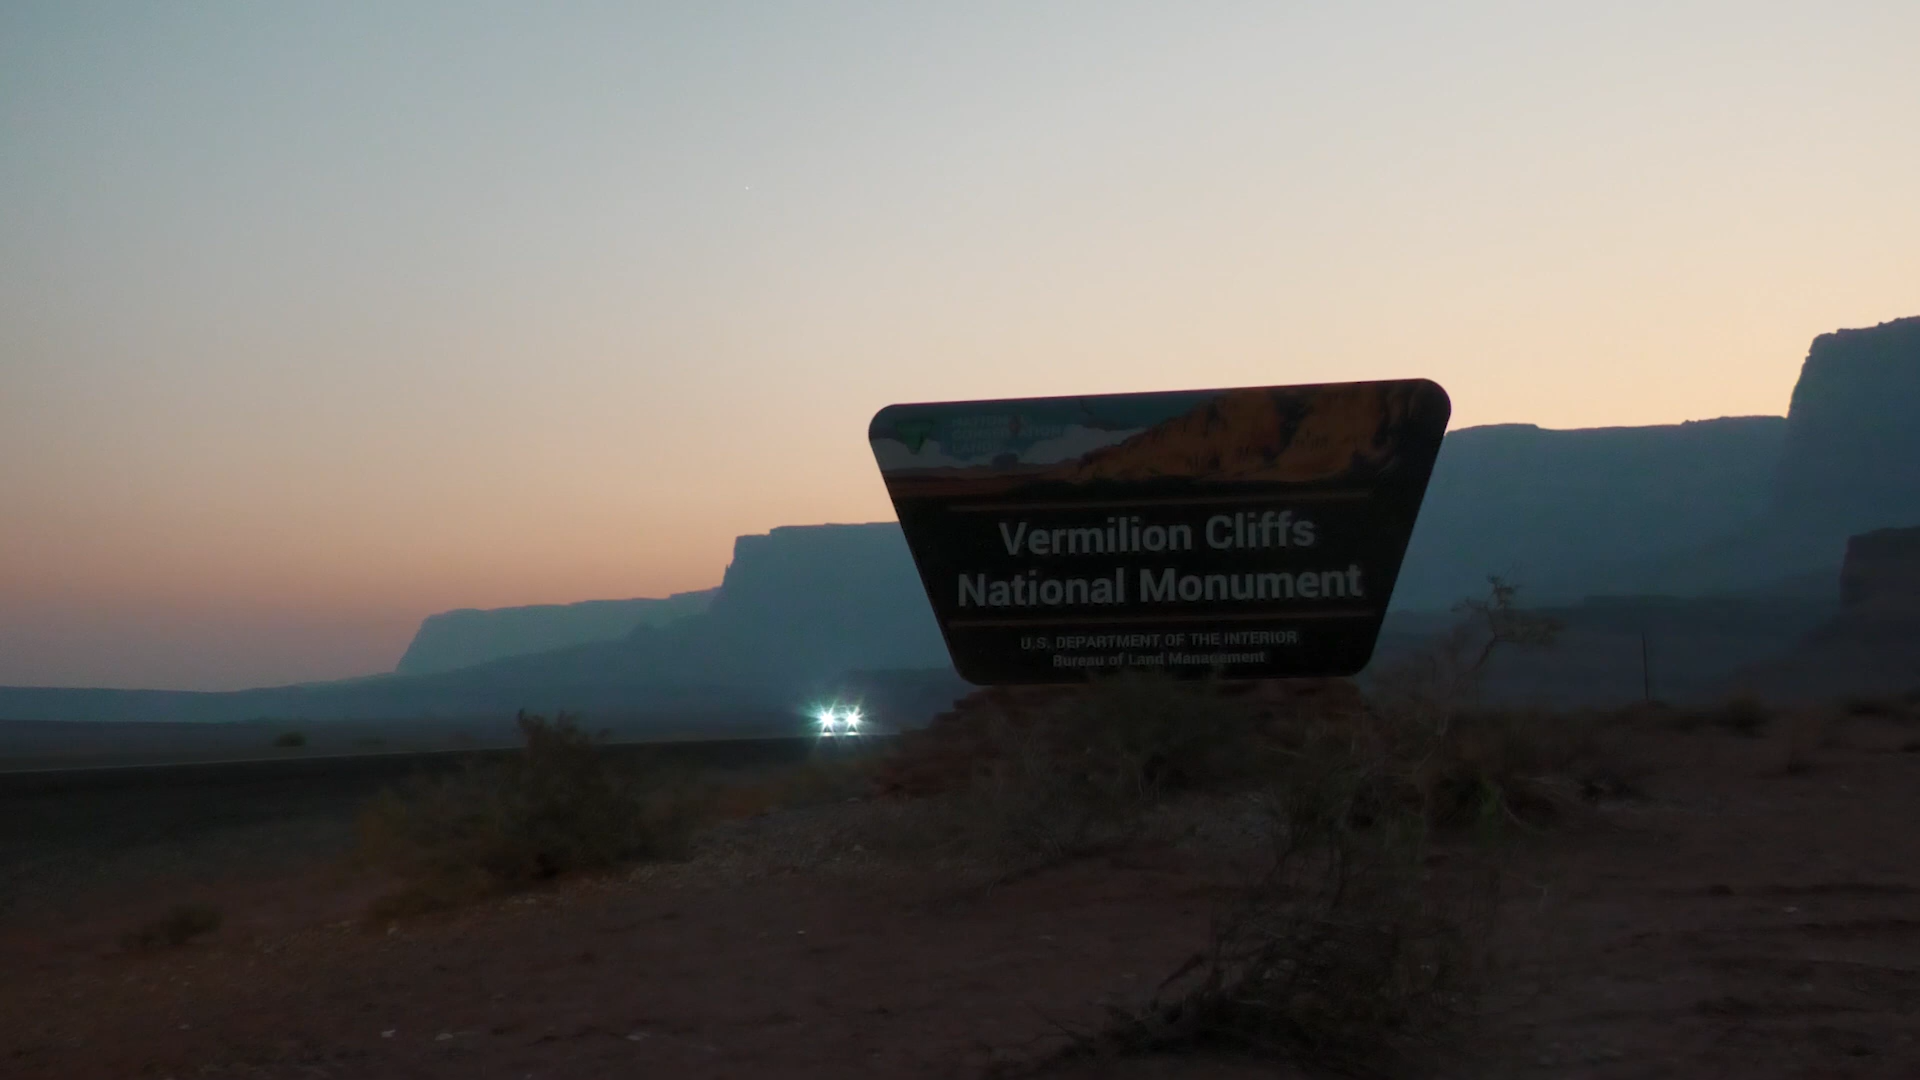 Vermilion Cliffs
National Monument
U.S. DEPARTMENT OF THE INTERIOR
Bureau of Land Management